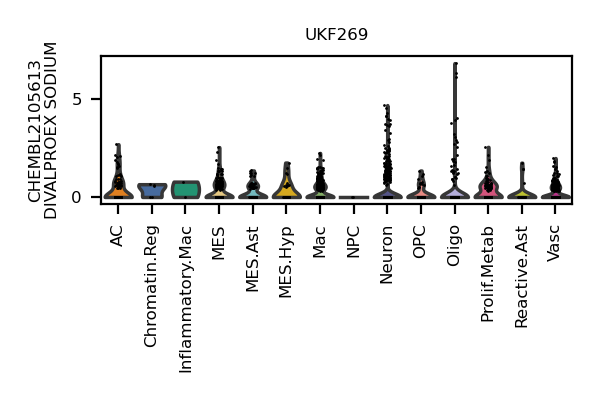 UKF269
CHEMBL2105613
DIVALPROEX SODIUM
5
0
AC
Chromatin.Reg
Inflammatory.Mac
MES
MES.Ast
MES.Hyp
Mac
NPC
Neuron
OPC
Oligo
Prolif.Metab
Reactive.Ast
Vasc